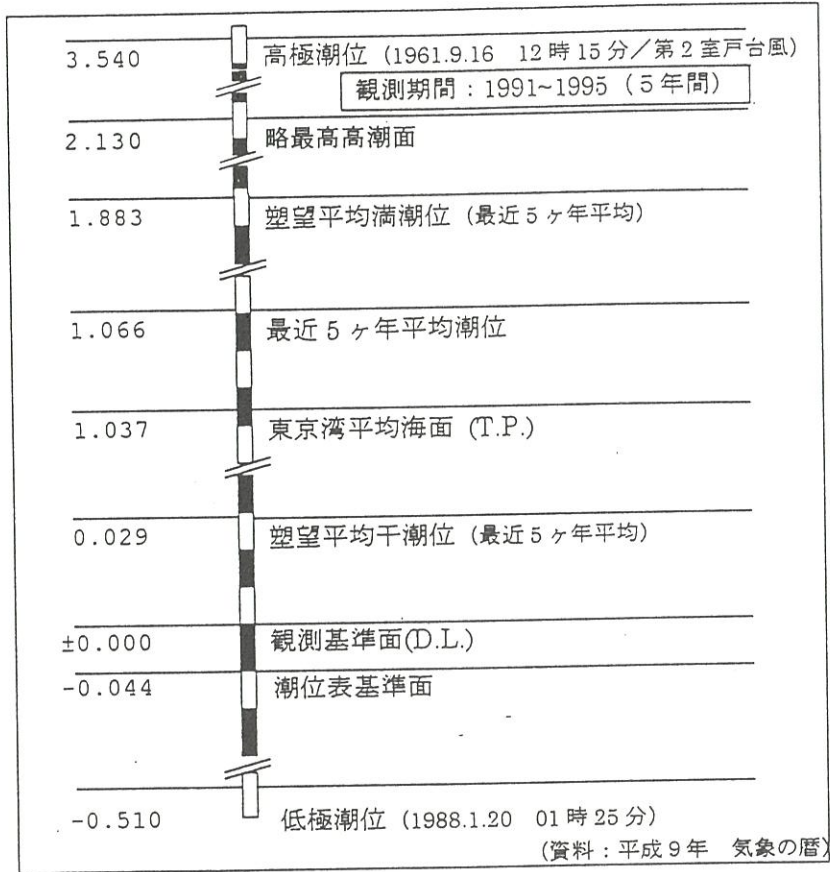 3.540 高極潮位 (1961.9.16 12時15分／第2室戸台風)
観測期間：1991~1995（5年間）
2.130 略最高高潮面
1.883 塑望平均満潮位 (最近5ヶ年平均)
1.066 最近5ヶ年平均潮位
1.037 東京湾平均海面 (T.P.)
0.029 塑望平均干潮位 (最近5ヶ年平均)
±0.000 観測基準面(D.L.)
-0.044 潮位表基準面
-0.510 低極潮位 (1988.1.20 01時25分)
(資料：平成9年 気象の暦)